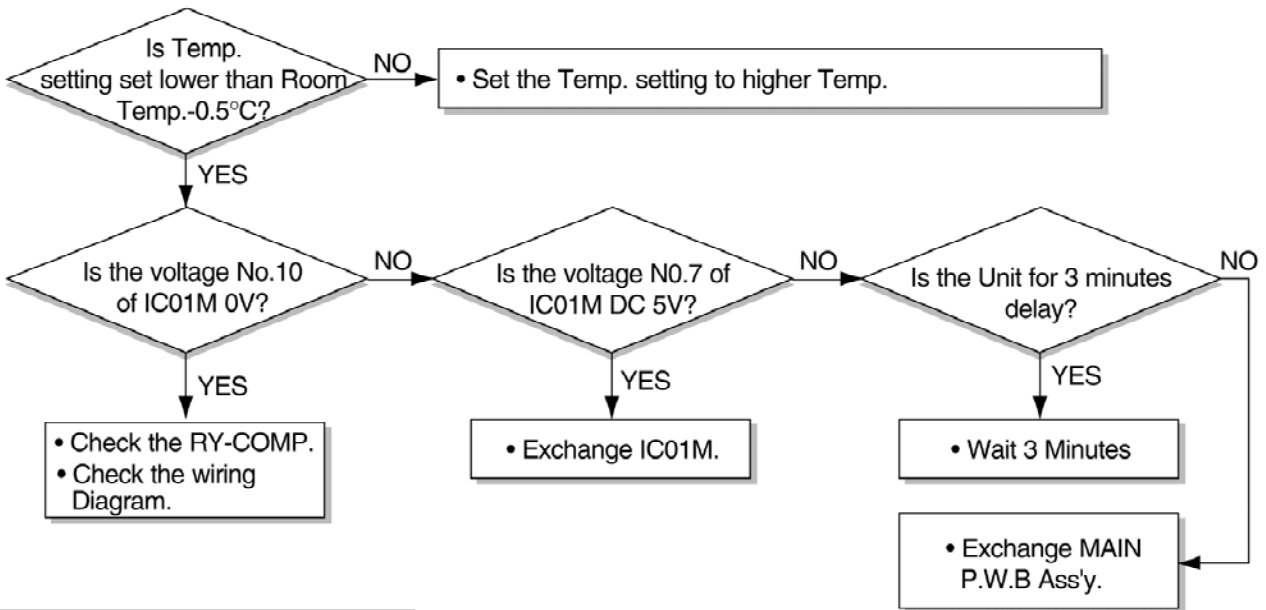 Is Temp.
setting set lower than Room
Temp.-0.5°C?
NO
• Set the Temp. setting to higher Temp.
YES
Is the voltage No.10
of IC01M 0V?
NO
Is the voltage N0.7 of
IC01M DC 5V?
NO
Is the Unit for 3 minutes
delay?
NO
YES
YES
YES
• Check the RY-COMP.
• Check the wiring
Diagram.
• Exchange IC01M.
• Wait 3 Minutes
• Exchange MAIN
P.W.B Ass'y.